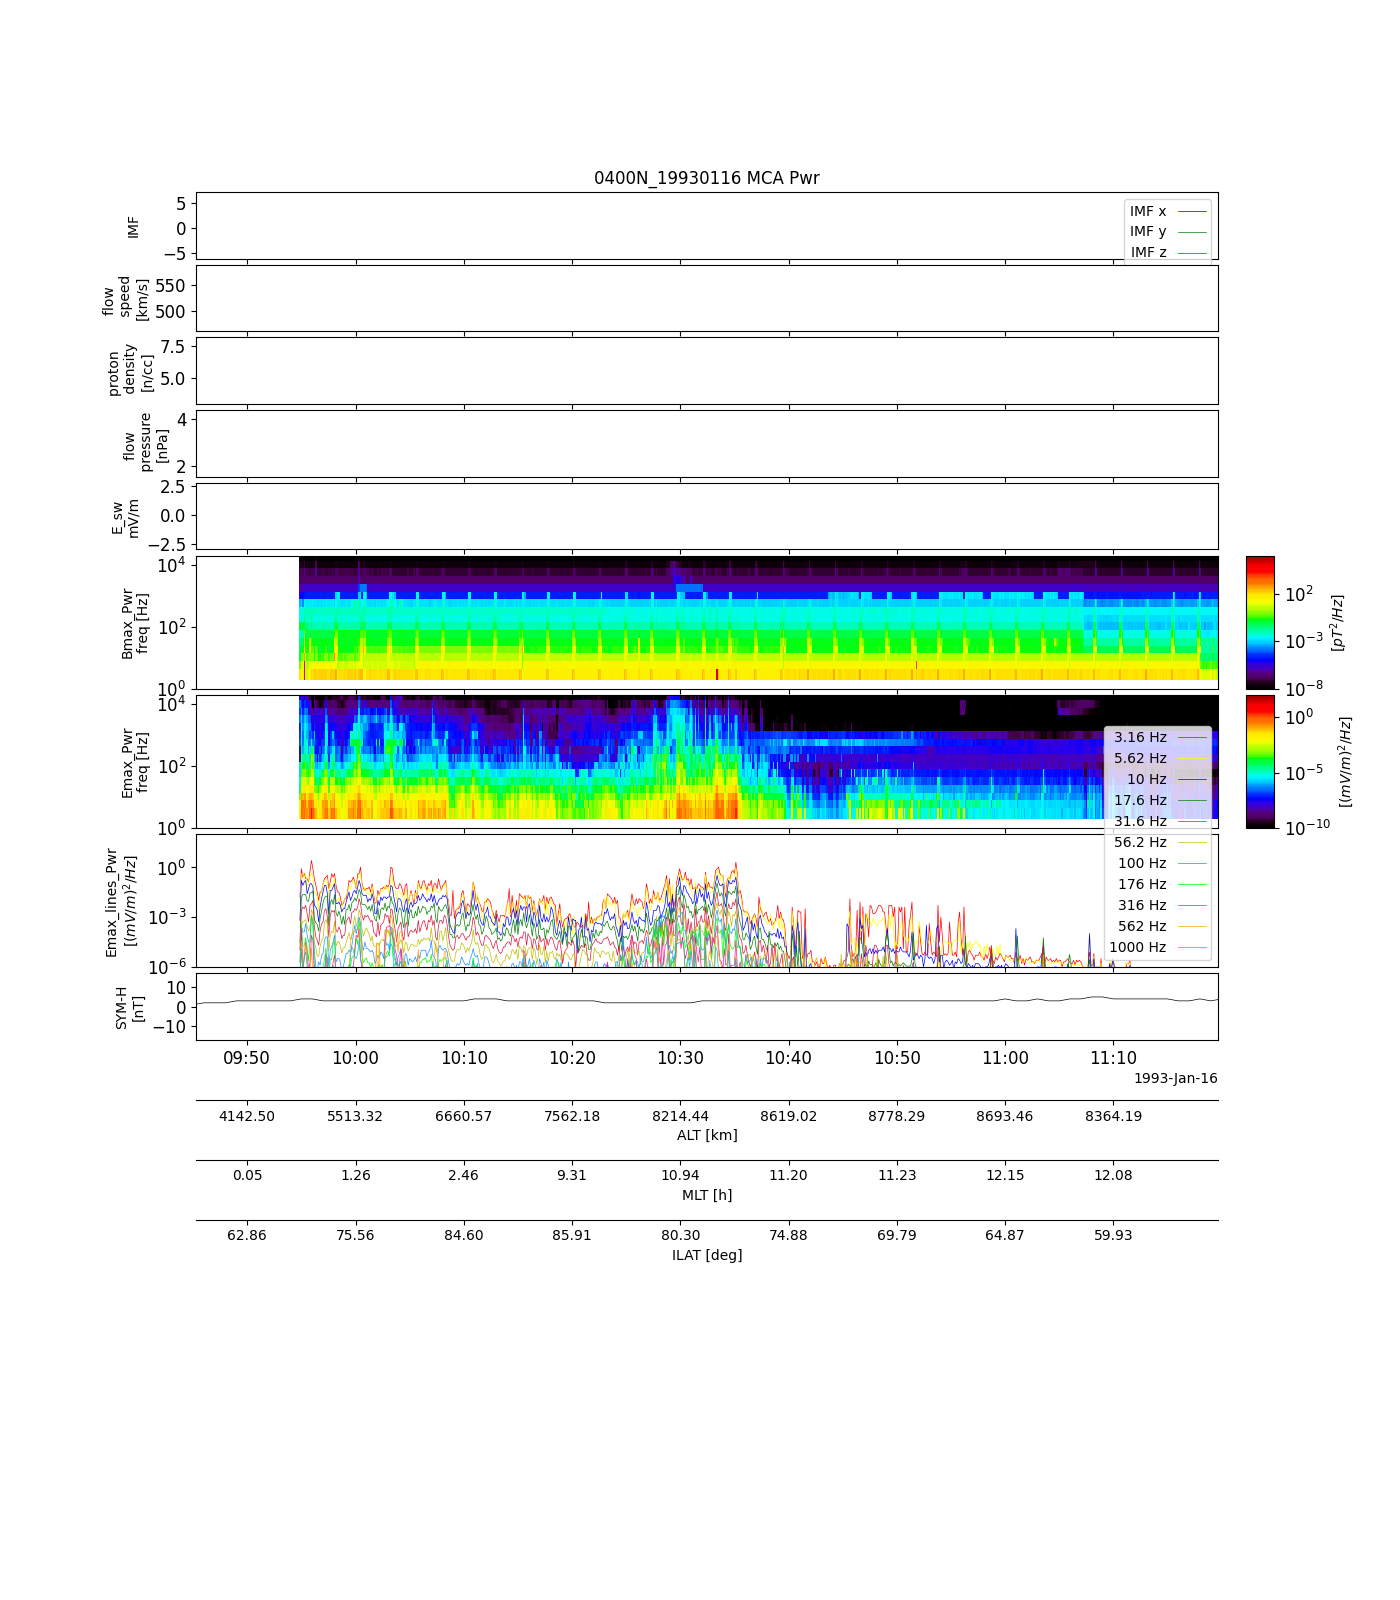 0400N_19930116 MCA Pwr
IMF
5
0
−5
IMF x
IMF y
IMF z
flow
speed
[km/s]
550
500
proton
density
[n/cc]
7.5
5.0
flow
pressure
[nPa]
4
2
E_sw
mV/m
2.5
0.0
−2.5
Bmax_Pwr
freq [Hz]
10^4
10^2
10^0
10^2
10^−3
10^−8
[pT^2/Hz]
Emax_Pwr
freq [Hz]
10^4
10^2
10^0
10^0
10^−5
10^−10
[(mV/m)^2/Hz]
3.16 Hz
5.62 Hz
10 Hz
17.6 Hz
31.6 Hz
56.2 Hz
100 Hz
176 Hz
316 Hz
562 Hz
1000 Hz
Emax_lines_Pwr
[(mV/m)^2/Hz]
10^0
10^−3
10^−6
SYM-H
[nT]
10
0
−10
09:50 10:00 10:10 10:20 10:30 10:40 10:50 11:00 11:10
1993-Jan-16
4142.50 5513.32 6660.57 7562.18 8214.44 8619.02 8778.29 8693.46 8364.19
ALT [km]
0.05 1.26 2.46 9.31 10.94 11.20 11.23 12.15 12.08
MLT [h]
62.86 75.56 84.60 85.91 80.30 74.88 69.79 64.87 59.93
ILAT [deg]